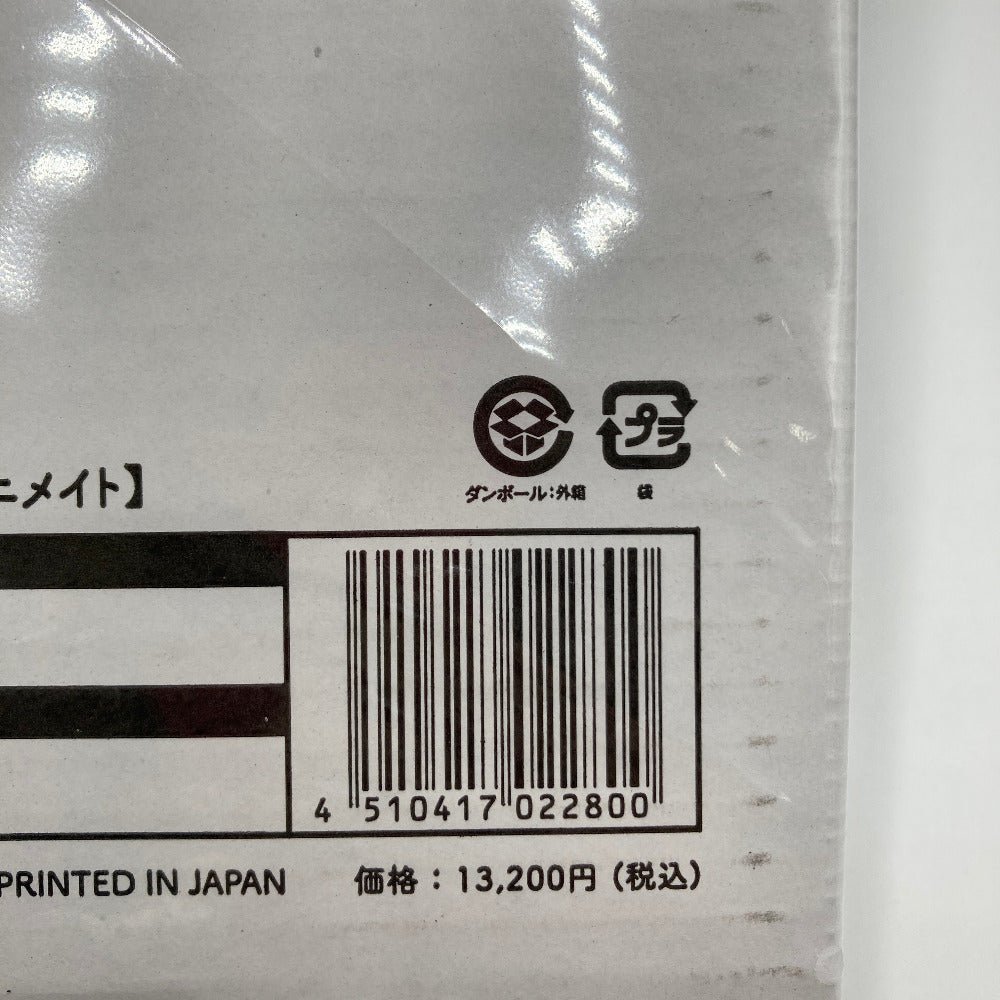 プラ
ダンボール：外箱 袋
ニメイト】
4 510417 022800
PRINTED IN JAPAN 価格：13,200円（税込）